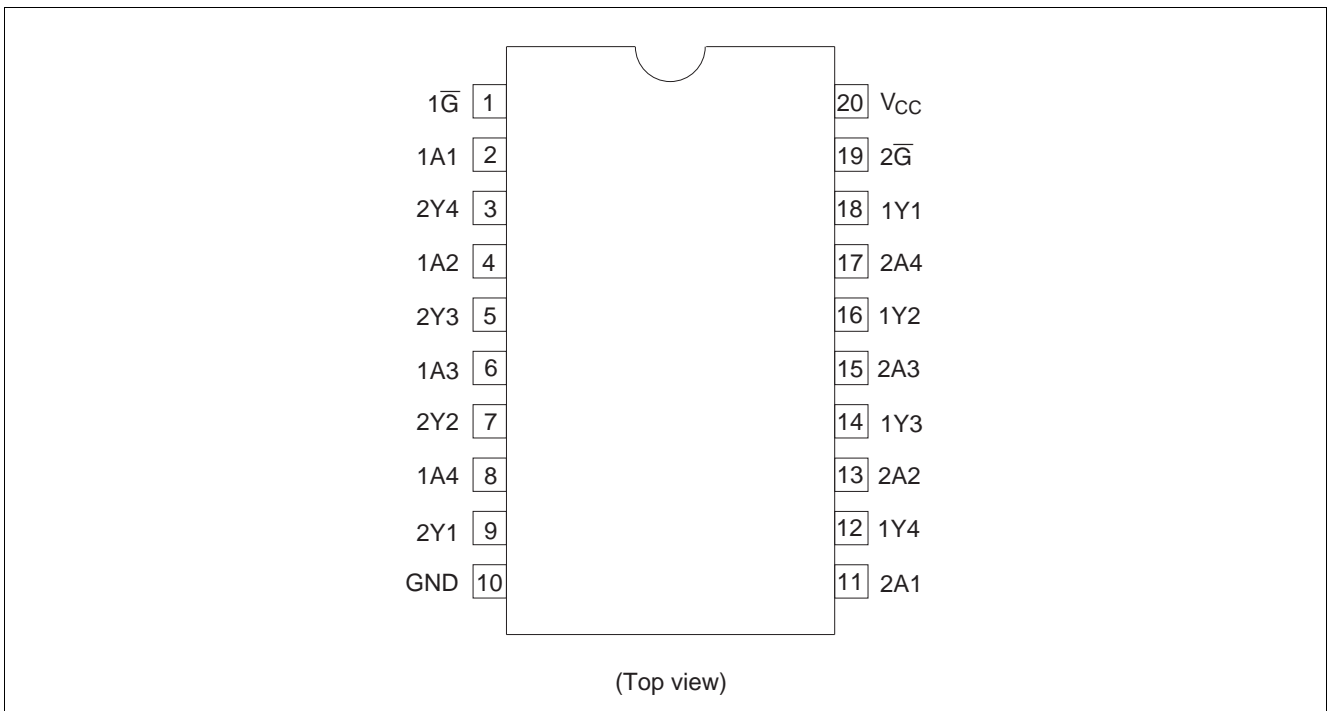 1G̅ 1 20 VCC
1A1 2 19 2G̅
2Y4 3 18 1Y1
1A2 4 17 2A4
2Y3 5 16 1Y2
1A3 6 15 2A3
2Y2 7 14 1Y3
1A4 8 13 2A2
2Y1 9 12 1Y4
GND 10 11 2A1
(Top view)